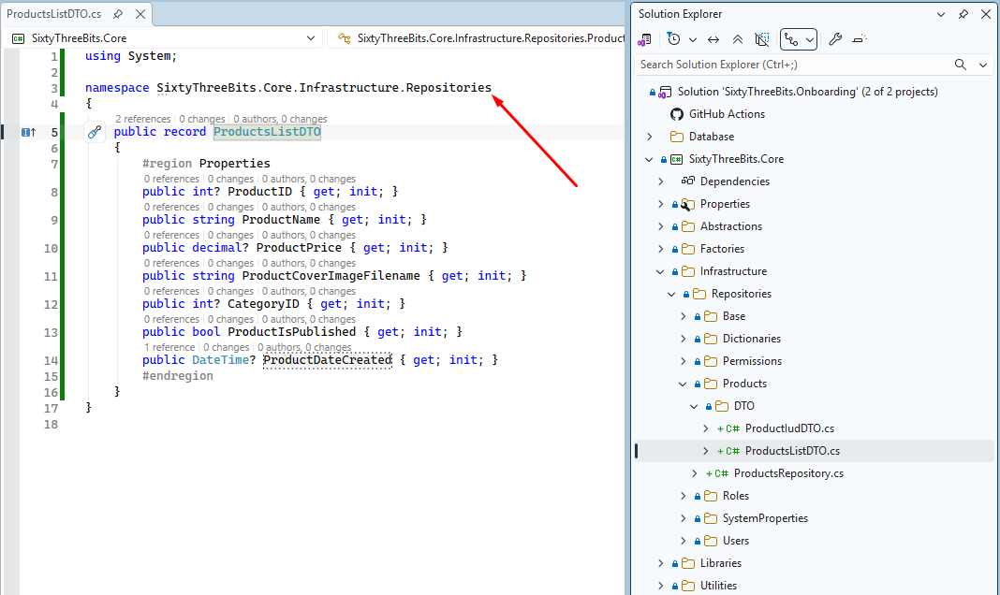 ProductsListDTO.cs
SixtyThreeBits.Core
SixtyThreeBits.Core.Infrastructure.Repositories.Product
1 using System;
2
3 namespace SixtyThreeBits.Core.Infrastructure.Repositories
4 {
2 references | 0 changes | 0 authors, 0 changes
5 public record ProductsListDTO
6 {
7 #region Properties
0 references | 0 changes | 0 authors, 0 changes
8 public int? ProductID { get; init; }
0 references | 0 changes | 0 authors, 0 changes
9 public string ProductName { get; init; }
0 references | 0 changes | 0 authors, 0 changes
10 public decimal? ProductPrice { get; init; }
0 references | 0 changes | 0 authors, 0 changes
11 public string ProductCoverImageFilename { get; init; }
0 references | 0 changes | 0 authors, 0 changes
12 public int? CategoryID { get; init; }
0 references | 0 changes | 0 authors, 0 changes
13 public bool ProductIsPublished { get; init; }
1 reference | 0 changes | 0 authors, 0 changes
14 public DateTime? ProductDateCreated { get; init; }
15 #endregion
16 }
17 }
18
Solution Explorer
Search Solution Explorer (Ctrl+;)
Solution 'SixtyThreeBits.Onboarding' (2 of 2 projects)
GitHub Actions
Database
C# SixtyThreeBits.Core
Dependencies
Properties
Abstractions
Factories
Infrastructure
Repositories
Base
Dictionaries
Permissions
Products
DTO
+ C# ProductIudDTO.cs
+ C# ProductsListDTO.cs
+ C# ProductsRepository.cs
Roles
SystemProperties
Users
Libraries
Utilities